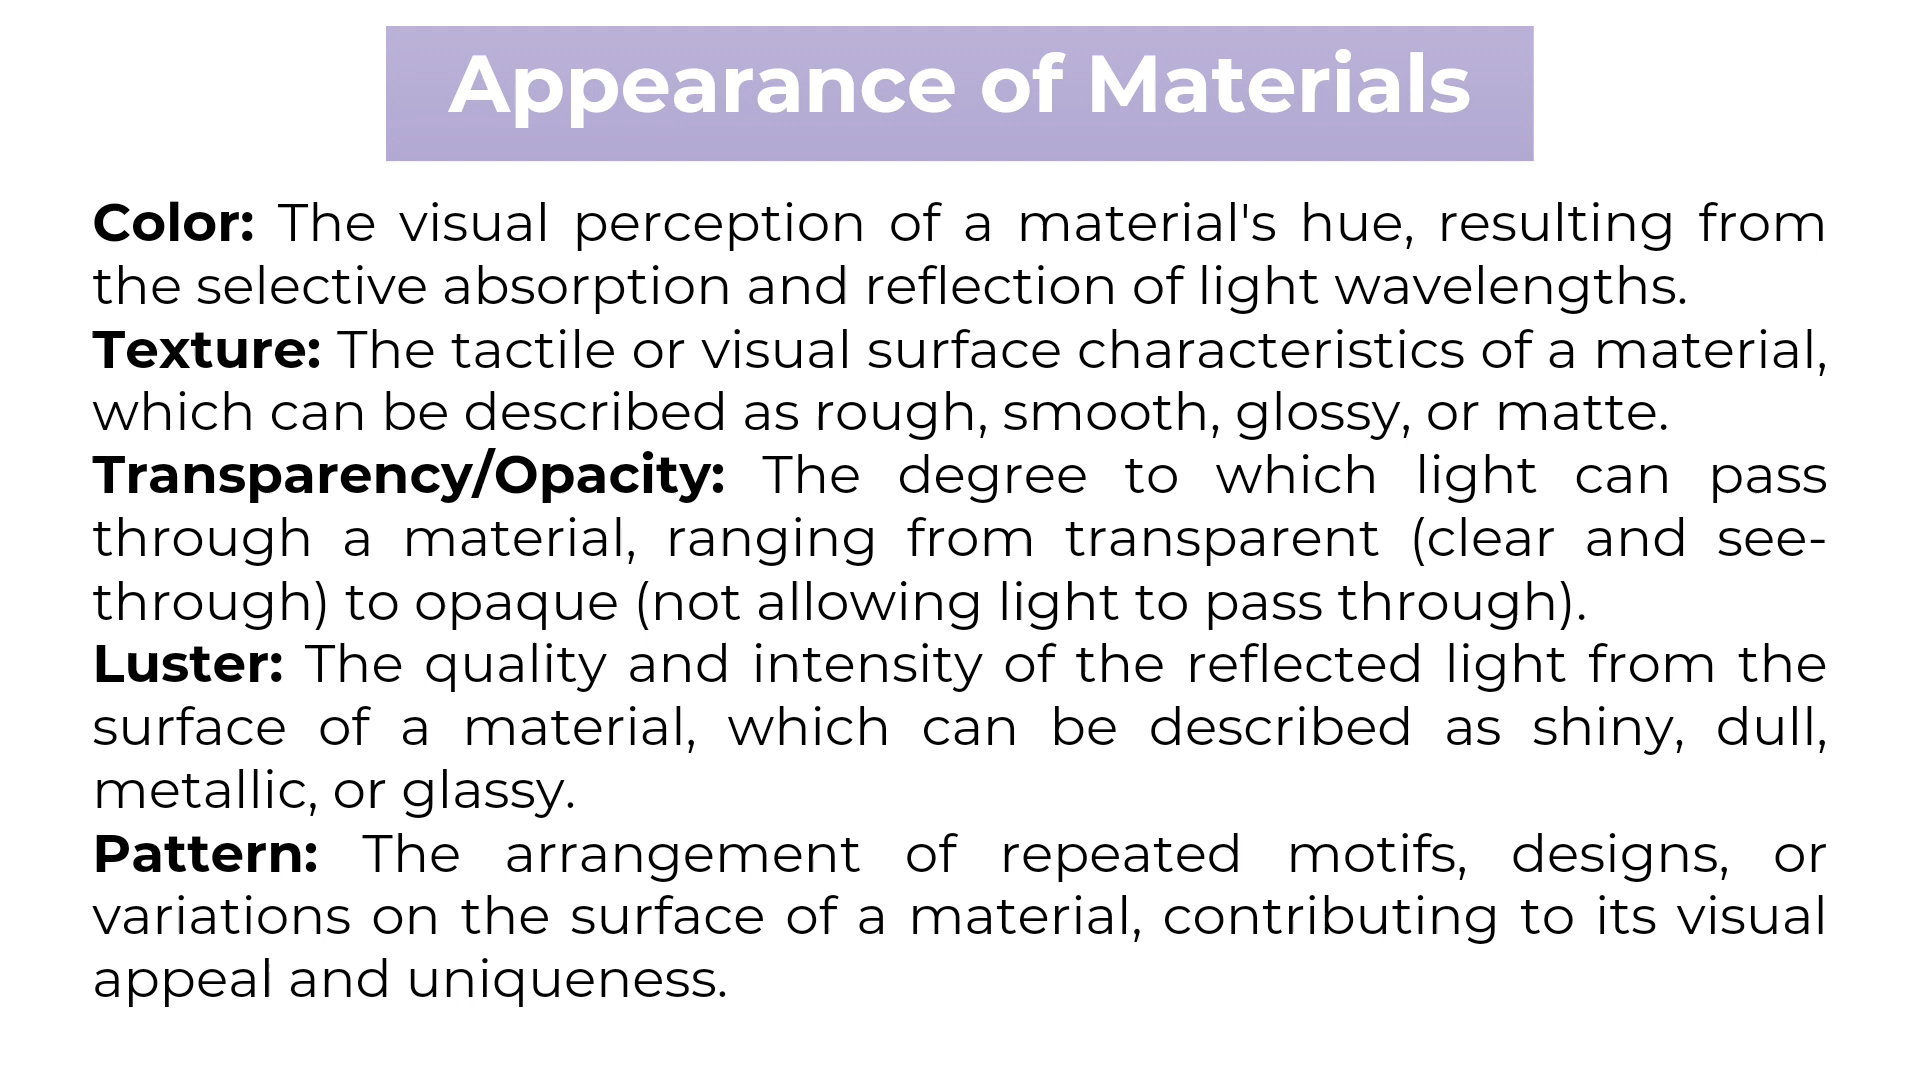 Appearance of Materials
Color: The visual perception of a material's hue, resulting from
the selective absorption and reflection of light wavelengths.
Texture: The tactile or visual surface characteristics of a material,
which can be described as rough, smooth, glossy, or matte.
Transparency/Opacity: The degree to which light can pass
through a material, ranging from transparent (clear and see-
through) to opaque (not allowing light to pass through).
Luster: The quality and intensity of the reflected light from the
surface of a material, which can be described as shiny, dull,
metallic, or glassy.
Pattern: The arrangement of repeated motifs, designs, or
variations on the surface of a material, contributing to its visual
appeal and uniqueness.